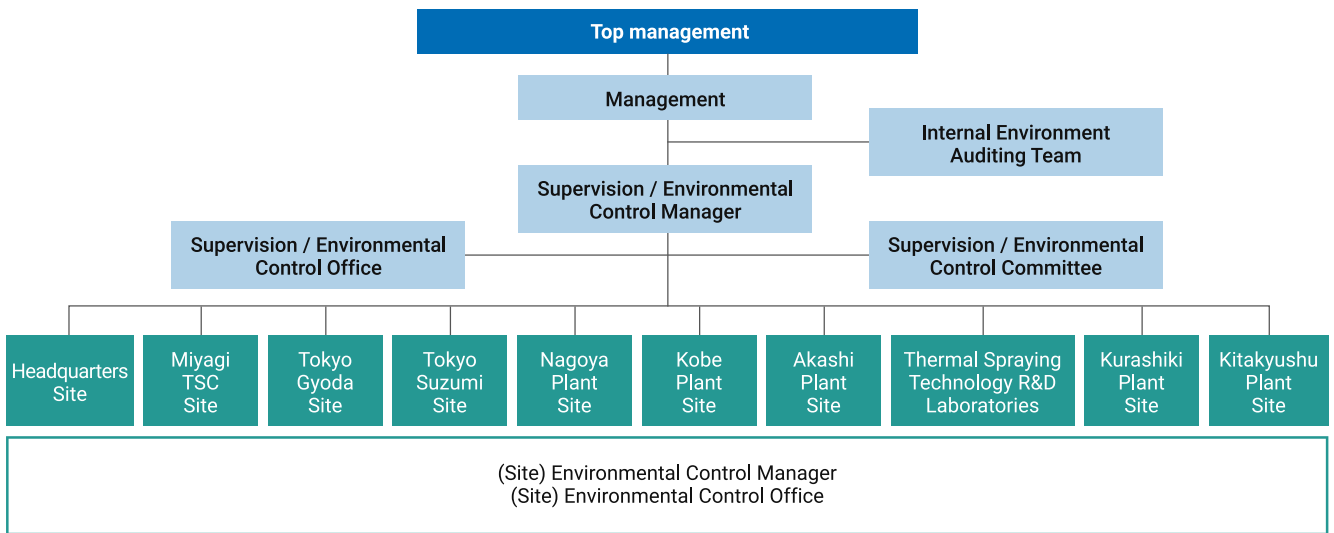 Top management
Management
Internal Environment
Auditing Team
Supervision / Environmental
Control Manager
Supervision / Environmental
Control Office
Supervision / Environmental
Control Committee
Headquarters
Site
Miyagi
TSC
Site
Tokyo
Gyoda
Site
Tokyo
Suzumi
Site
Nagoya
Plant
Site
Kobe
Plant
Site
Akashi
Plant
Site
Thermal Spraying
Technology R&D
Laboratories
Kurashiki
Plant
Site
Kitakyushu
Plant
Site
(Site) Environmental Control Manager
(Site) Environmental Control Office